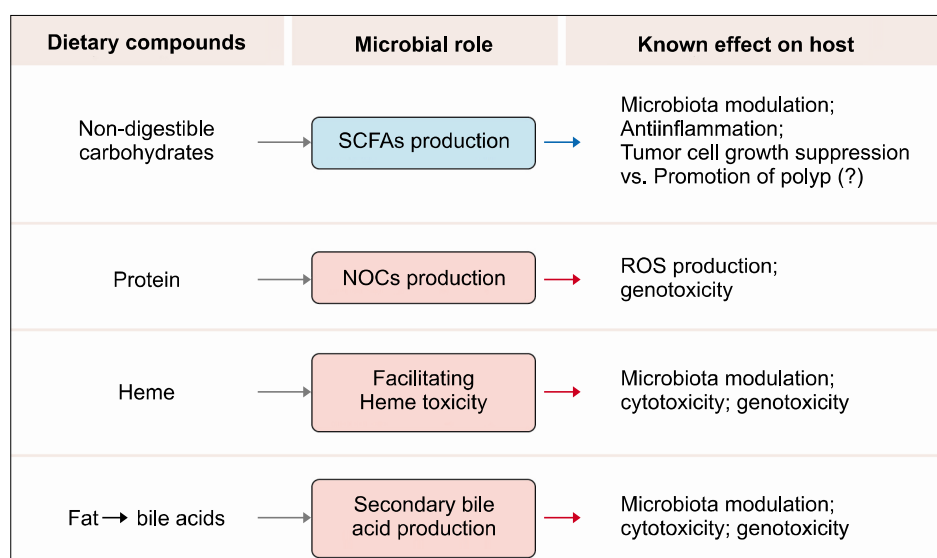 Dietary compounds
Microbial role
Known effect on host
Non-digestible
carbohydrates
SCFAs production
Microbiota modulation;
Antiinflammation;
Tumor cell growth suppression
vs. Promotion of polyp (?)
Protein
NOCs production
ROS production;
genotoxicity
Heme
Facilitating
Heme toxicity
Microbiota modulation;
cytotoxicity; genotoxicity
Fat → bile acids
Secondary bile
acid production
Microbiota modulation;
cytotoxicity; genotoxicity